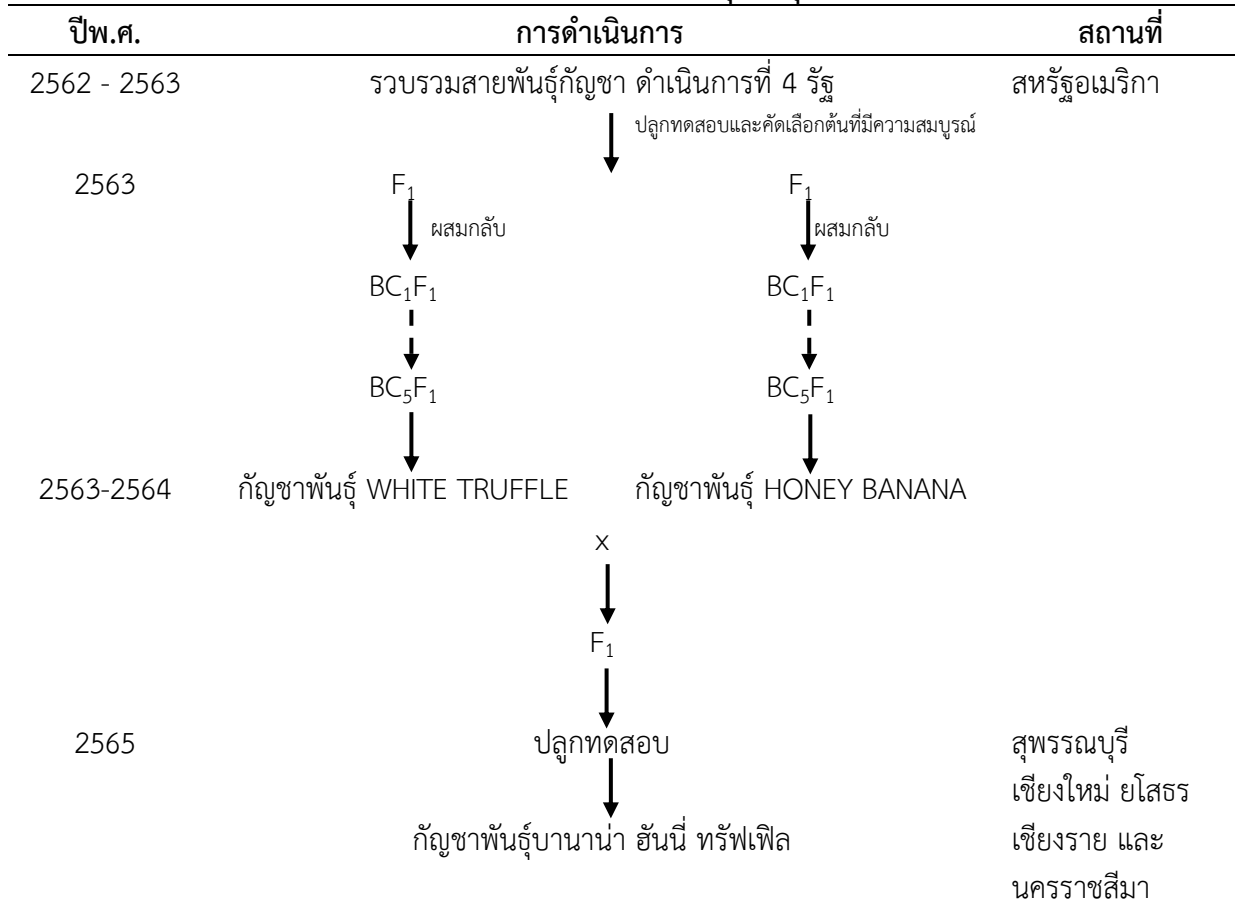 ปีพ.ศ. การดำเนินการ สถานที่
2562 - 2563 รวบรวมสายพันธุ์กัญชา ดำเนินการที่ 4 รัฐ สหรัฐอเมริกา
ปลูกทดสอบและคัดเลือกต้นที่มีความสมบูรณ์
2563 F₁ F₁
ผสมกลับ ผสมกลับ
BC₁F₁ BC₁F₁
BC₅F₁ BC₅F₁
2563-2564 กัญชาพันธุ์ WHITE TRUFFLE กัญชาพันธุ์ HONEY BANANA
x
F₁
2565 ปลูกทดสอบ สุพรรณบุรี
เชียงใหม่ ยโสธร
กัญชาพันธุ์บานาน่า ฮันนี่ ทรัฟเฟิล เชียงราย และ
นครราชสีมา